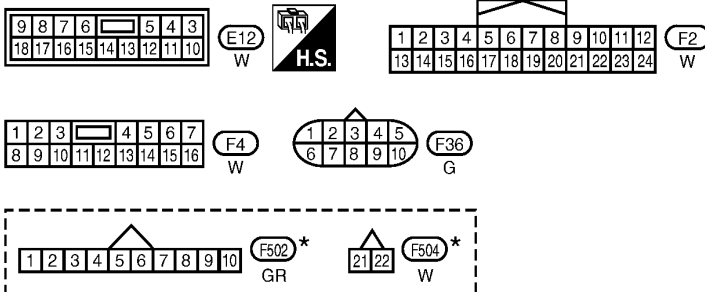 9 8 7 6 5 4 3
18 17 16 15 14 13 12 11 10
E12
W
H.S.
1 2 3 4 5 6 7 8 9 10 11 12
13 14 15 16 17 18 19 20 21 22 23 24
F2
W
1 2 3 4 5 6 7
8 9 10 11 12 13 14 15 16
F4
W
1 2 3 4 5
6 7 8 9 10
F36
G
1 2 3 4 5 6 7 8 9 10
F502 *
GR
21 22
F504 *
W